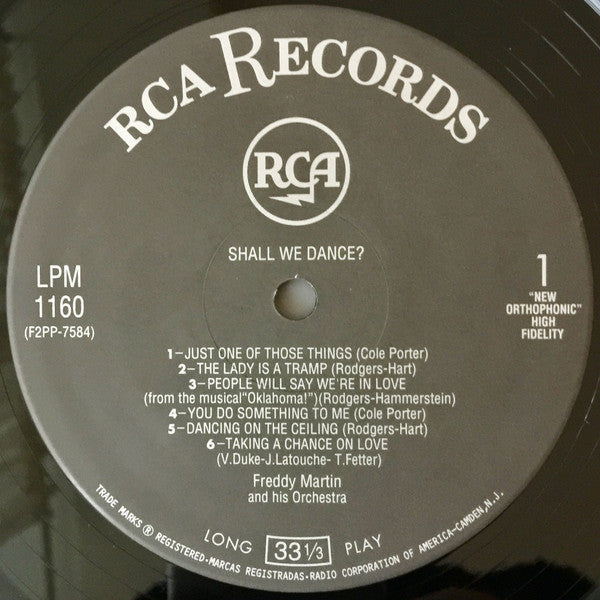 RCA RECORDS
RCA
SHALL WE DANCE?
LPM
1160
(F2PP-7584)
1
"NEW
ORTHOPHONIC"
HIGH
FIDELITY
1–JUST ONE OF THOSE THINGS (Cole Porter)
2–THE LADY IS A TRAMP (Rodgers-Hart)
3–PEOPLE WILL SAY WE'RE IN LOVE
(from the musical"Oklahoma!")(Rodgers-Hammerstein)
4–YOU DO SOMETHING TO ME (Cole Porter)
5–DANCING ON THE CEILING (Rodgers-Hart)
6–TAKING A CHANCE ON LOVE
(V.Duke-J.Latouche- T.Fetter)
Freddy Martin
and his Orchestra
LONG 33 1/3 PLAY
TRADE MARKS ® REGISTERED·MARCAS REGISTRADAS·RADIO CORPORATION OF AMERICA-CAMDEN,N.J.